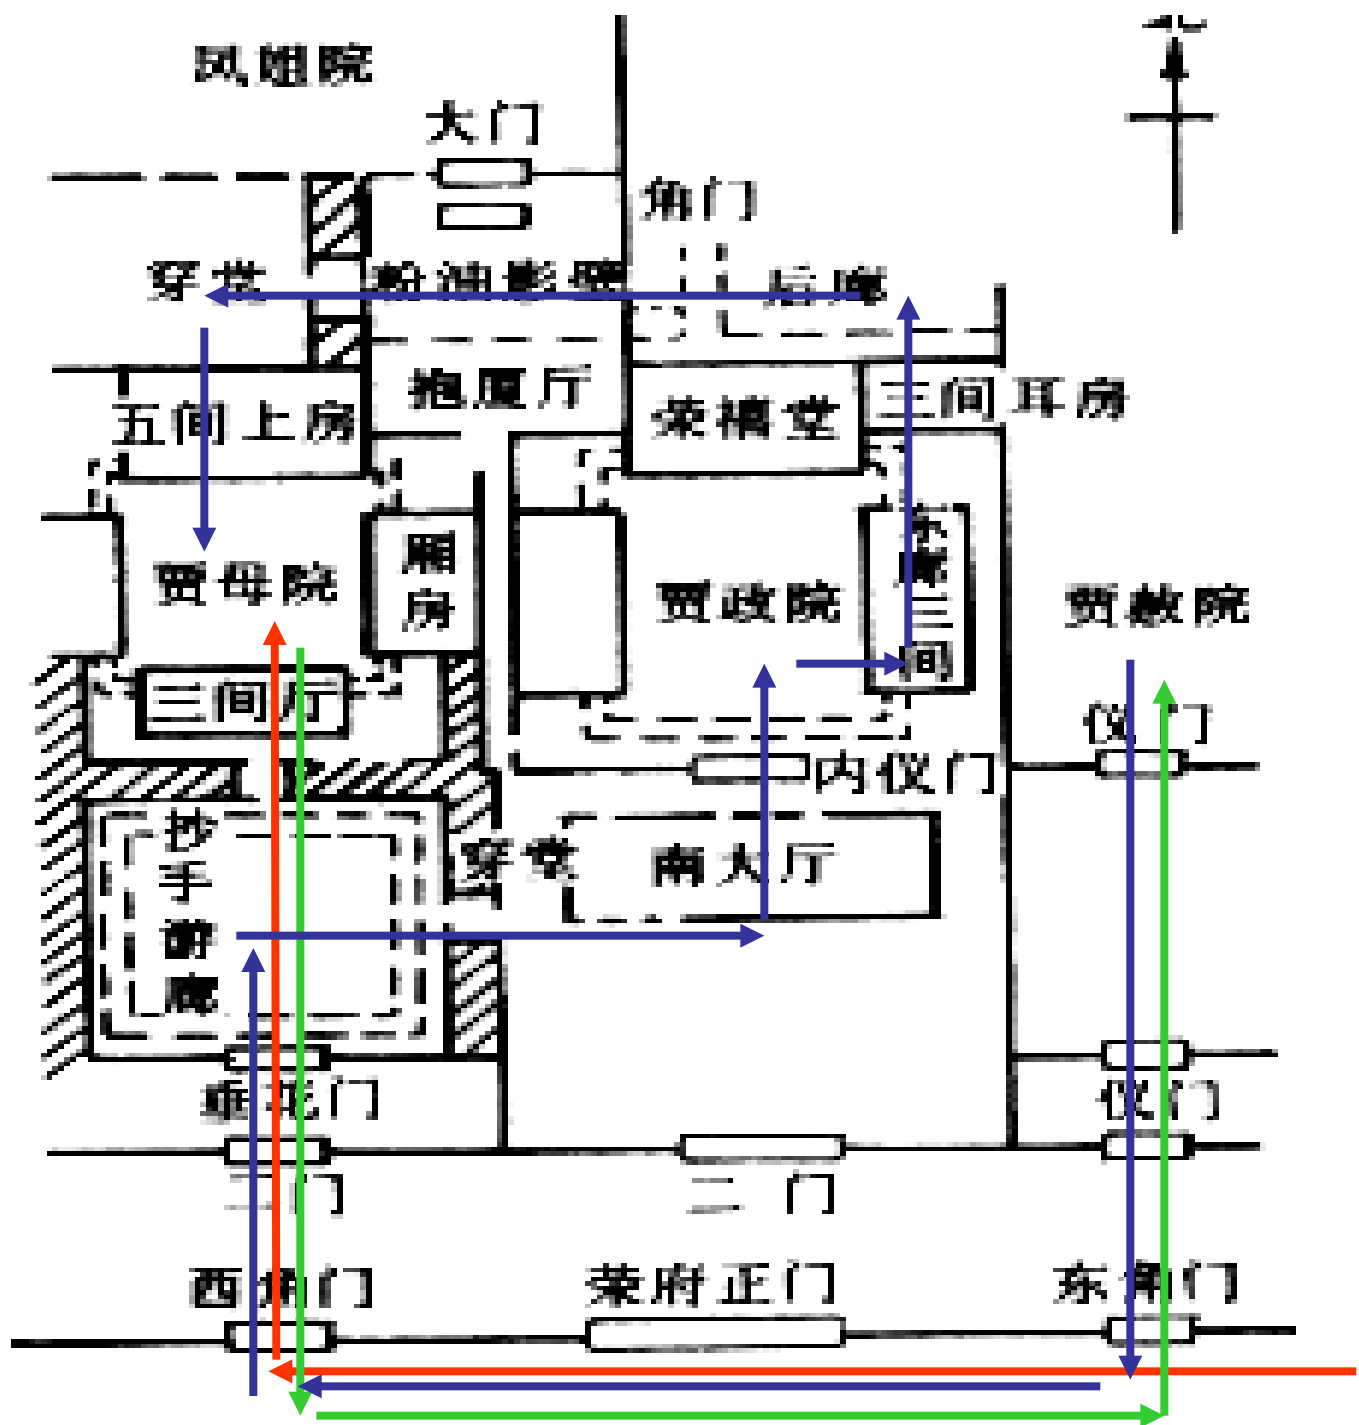 北
凤姐院
大门
角门
穿堂
粉油影壁
后廊
五间上房
抱厦厅
荣禧堂
三间耳房
贾母院
厢房
贾政院
东廊三间
贾赦院
三间厅
仪门
内仪门
抄手游廊
穿堂
南大厅
垂花门
仪门
二门
二门
西角门
荣府正门
东角门